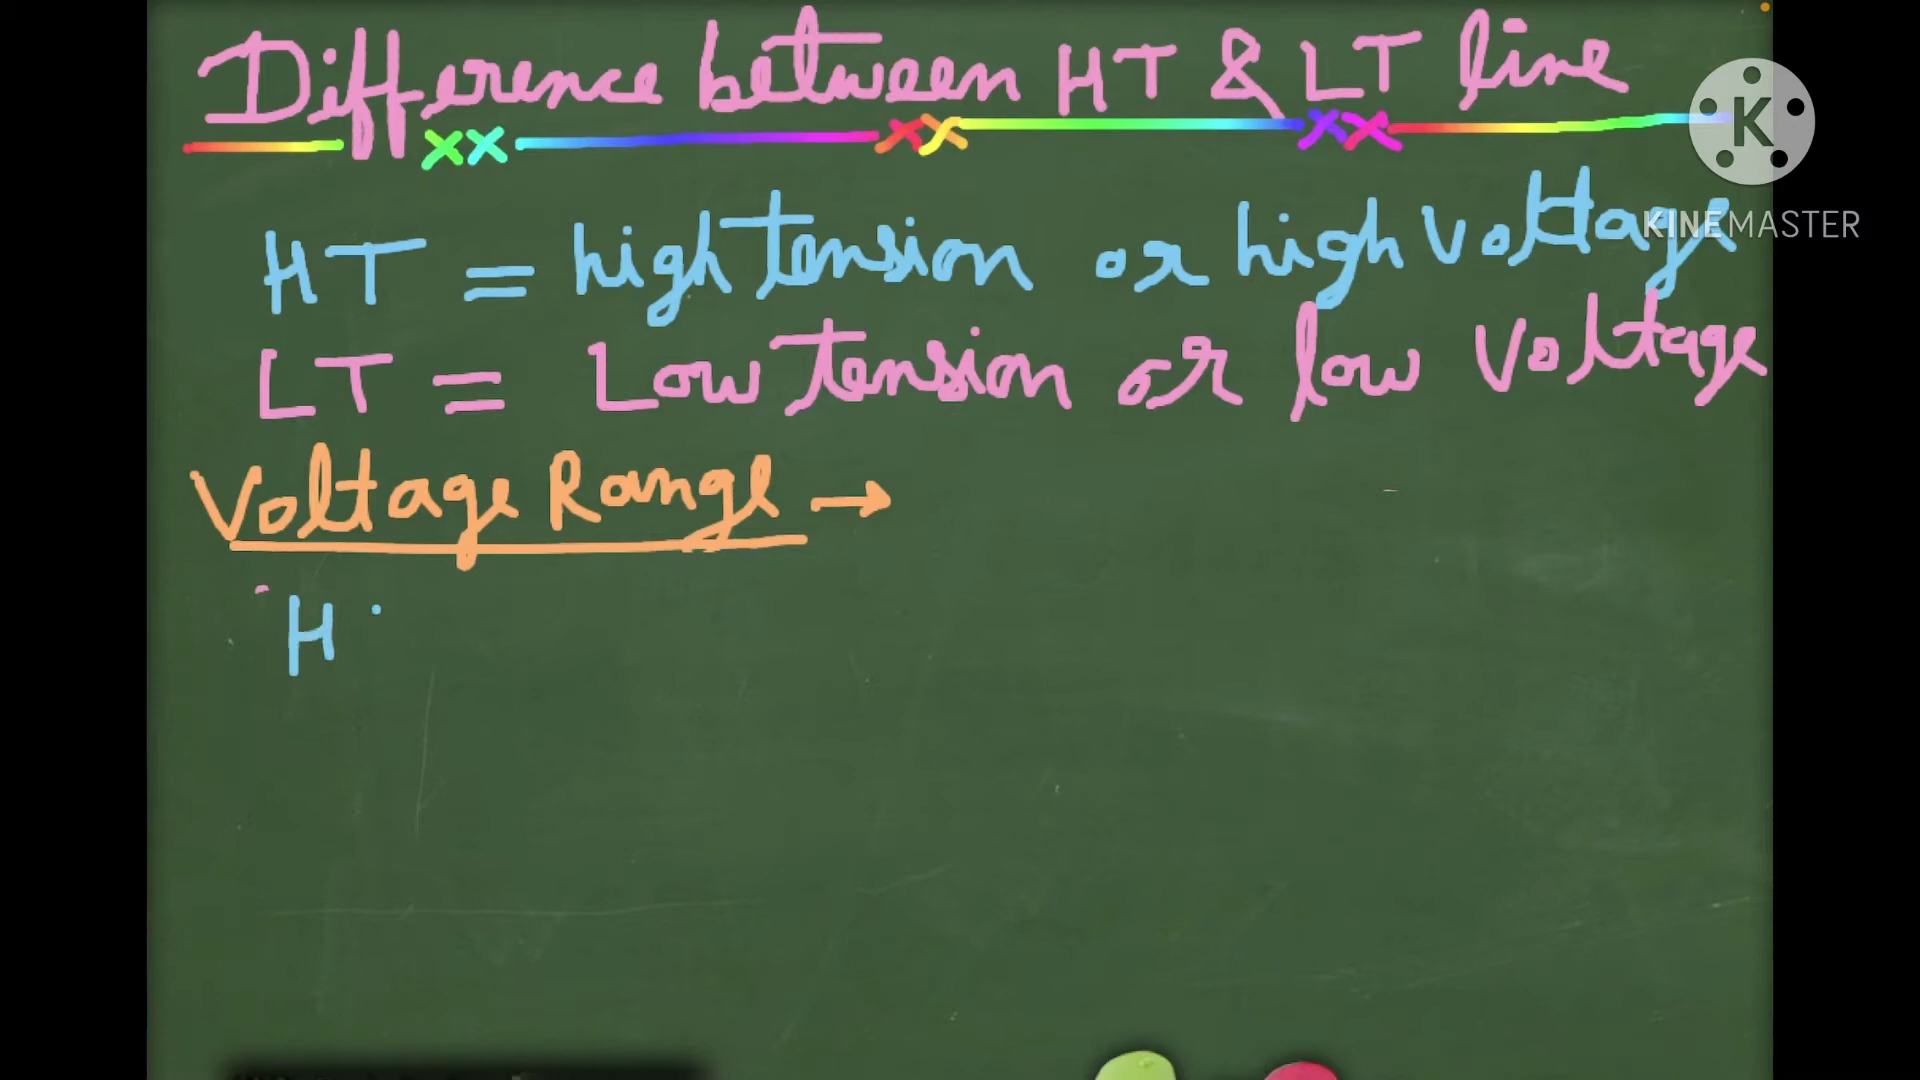 Difference between HT & LT line
K
KINEMASTER
HT = high tension or high Voltage
LT = Low tension or low Voltage
Voltage Range →
H